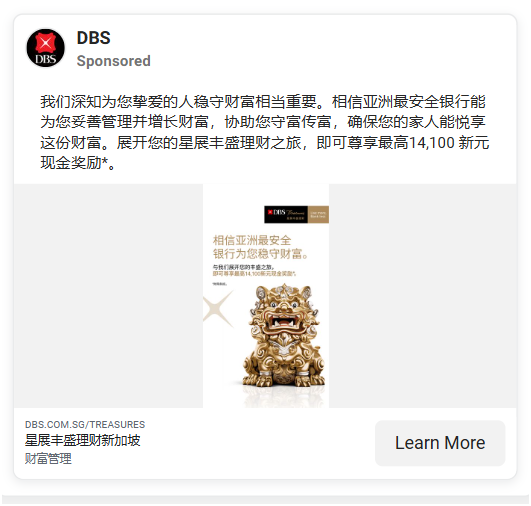 DBS
Sponsored
DBS
我们深知为您挚爱的人稳守财富相当重要。相信亚洲最安全银行能
为您妥善管理并增长财富，协助您守富传富，确保您的家人能悦享
这份财富。展开您的星展丰盛理财之旅，即可尊享最高14,100 新元
现金奖励*。
DBS Treasures
相信亚洲最安全
银行为您稳守财富。
与我们展开您的丰盛之旅，
即可尊享最高14,100新元现金奖励*。
DBS.COM.SG/TREASURES
星展丰盛理财新加坡
财富管理
Learn More